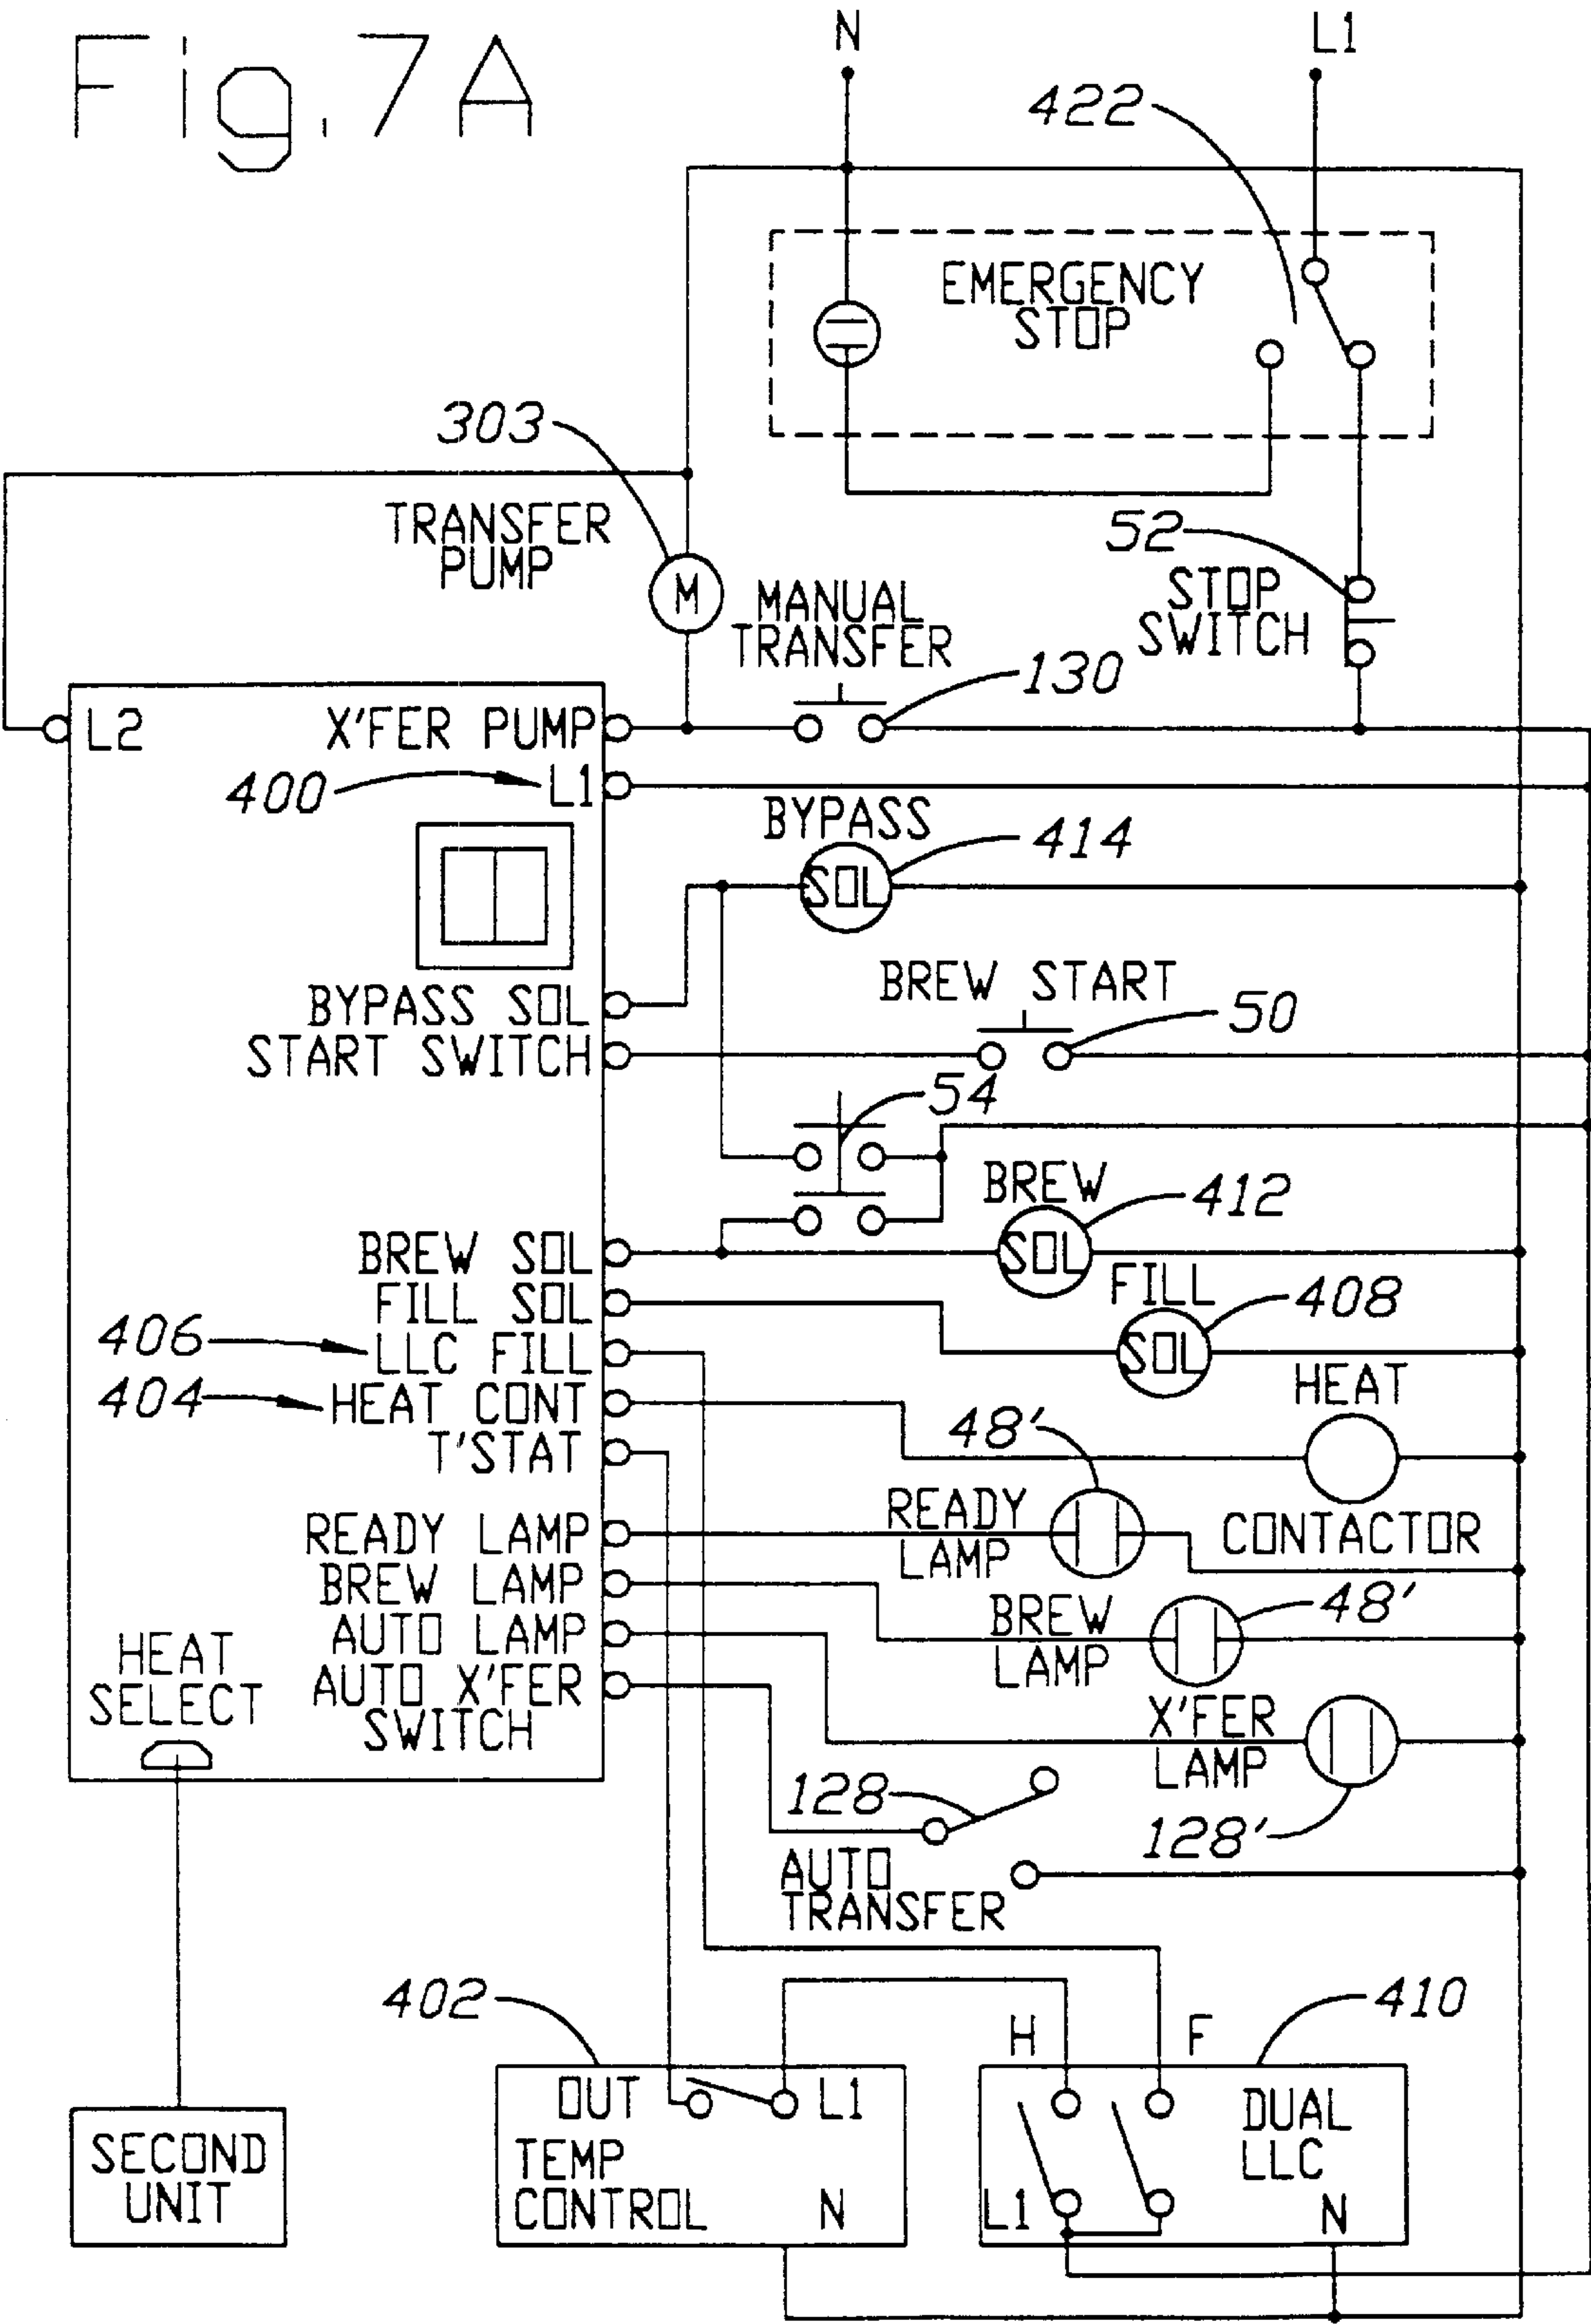 Fig. 7A
N
L1
422
EMERGENCY
STOP
303
TRANSFER
PUMP
52
STOP
SWITCH
M
MANUAL
TRANSFER
130
L2
X'FER PUMP
400
L1
BYPASS
SOL
414
BYPASS SOL
BREW START
50
START SWITCH
54
BREW
412
BREW SOL
SOL
FILL
FILL SOL
408
406
LLC FILL
SOL
404
HEAT CONT
HEAT
T'STAT
48'
READY LAMP
READY
LAMP
CONTACTOR
BREW LAMP
BREW
LAMP
48'
AUTO LAMP
HEAT
SELECT
AUTO X'FER
SWITCH
X'FER
LAMP
128
128'
AUTO
TRANSFER
402
410
H
F
OUT
L1
TEMP
CONTROL
N
DUAL
LLC
L1
N
SECOND
UNIT